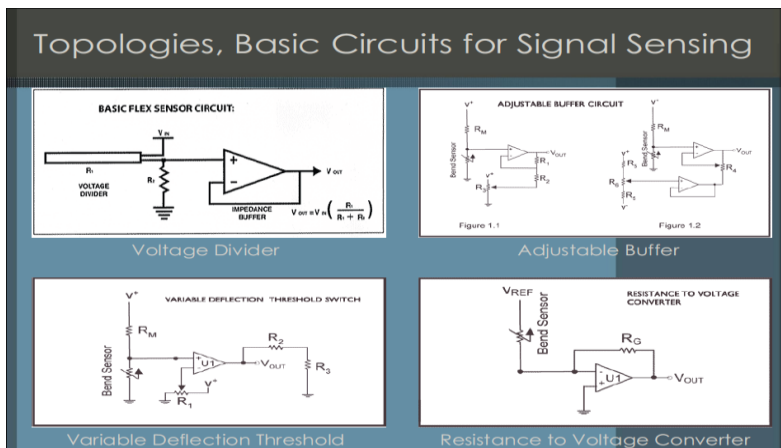 Topologies, Basic Circuits for Signal Sensing
BASIC FLEX SENSOR CIRCUIT:
V IN
R₁
VOLTAGE
DIVIDER
R₂
+
−
V OUT
IMPEDANCE
BUFFER
Voltage Divider
ADJUSTABLE BUFFER CIRCUIT
V⁺
RM
Bend Sensor
VOUT
R₁
R₂
V⁺
R₃
Figure 1.1
V⁺
RM
Bend Sensor
VOUT
V⁺
R₅
R₆
R₄
V⁻
Figure 1.2
Adjustable Buffer
VARIABLE DEFLECTION THRESHOLD SWITCH
V⁺
RM
Bend Sensor
+
-
U1
VOUT
R₂
R₃
V⁺
R₁
Variable Deflection Threshold
RESISTANCE TO VOLTAGE
CONVERTER
VREF
Bend Sensor
RG
-
+
U1
VOUT
Resistance to Voltage Converter